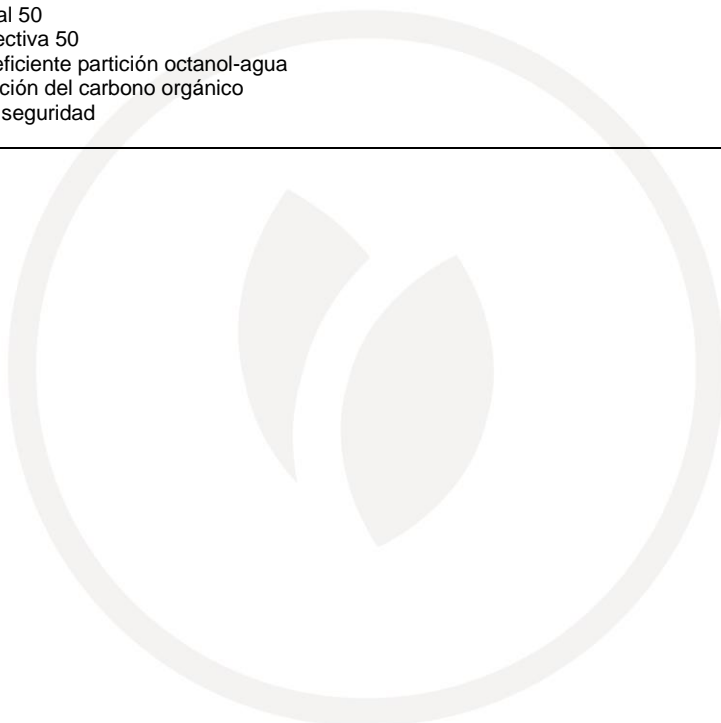 al 50
ectiva 50
eficiente partición octanol-agua
ción del carbono orgánico
seguridad